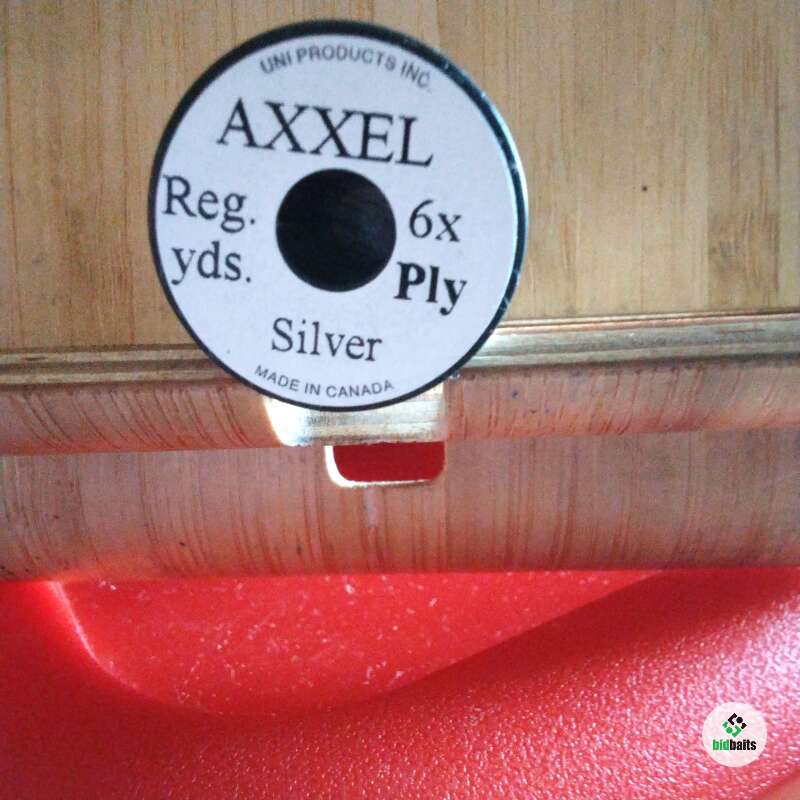 UNI PRODUCTS INC.
AXXEL
Reg. 6x
yds. Ply
Silver
MADE IN CANADA
bidbaits